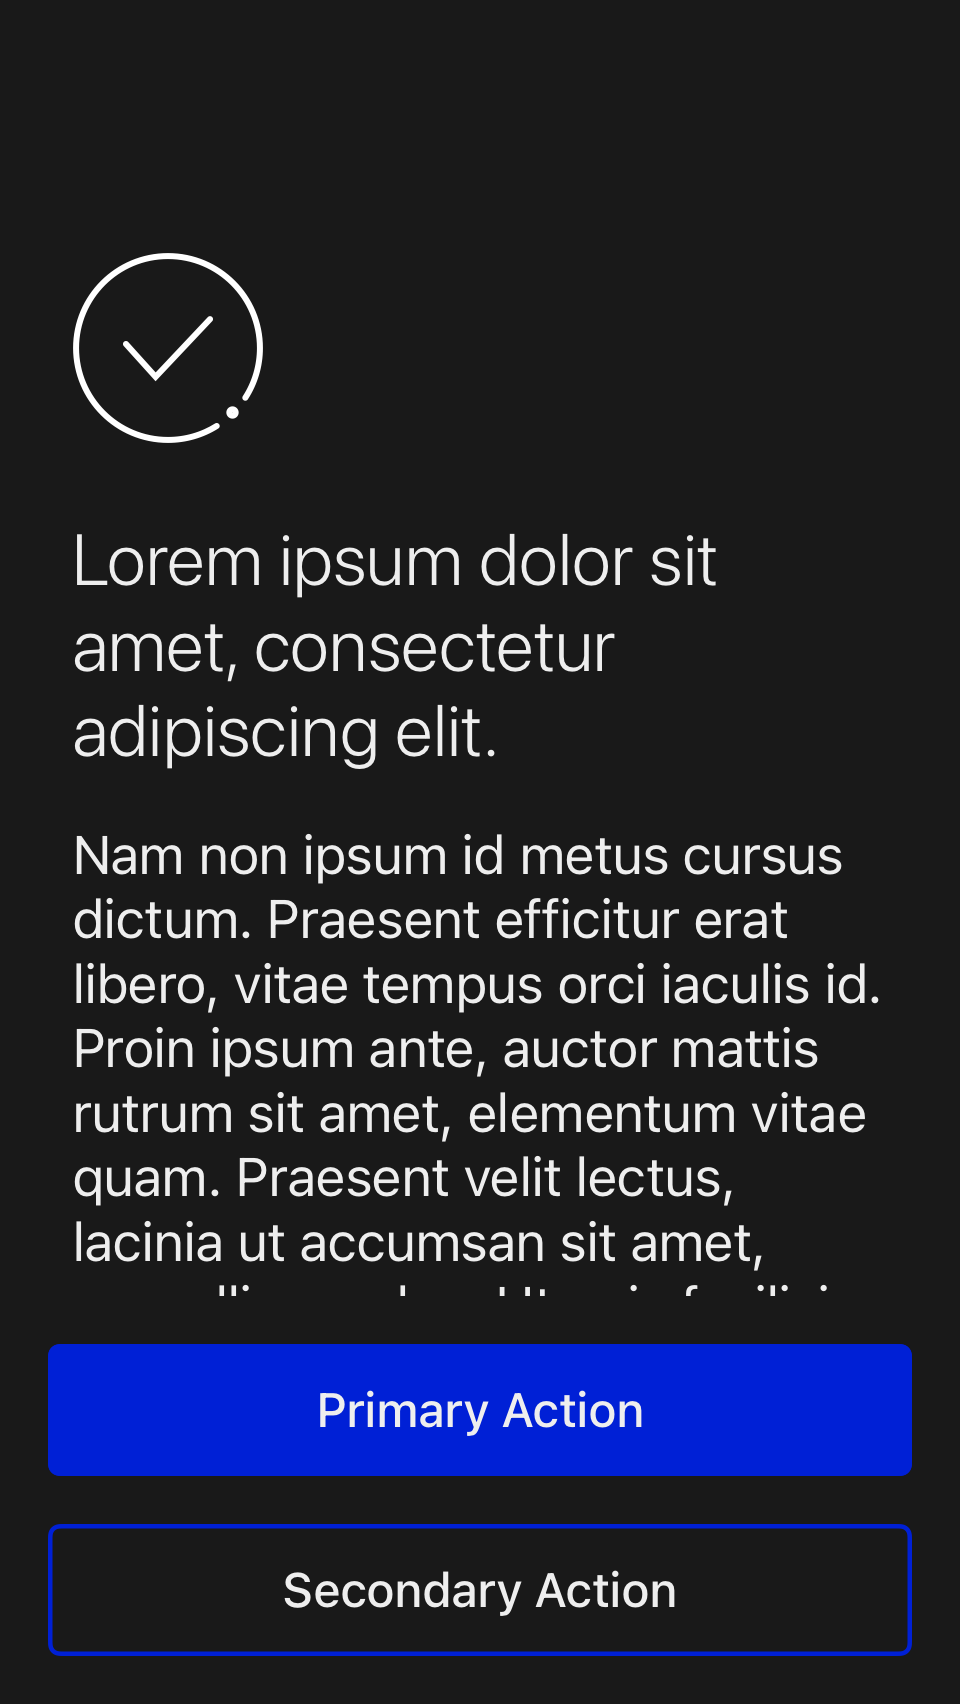 Lorem ipsum dolor sit
amet, consectetur
adipiscing elit.
Nam non ipsum id metus cursus
dictum. Praesent efficitur erat
libero, vitae tempus orci iaculis id.
Proin ipsum ante, auctor mattis
rutrum sit amet, elementum vitae
quam. Praesent velit lectus,
lacinia ut accumsan sit amet,
Primary Action
Secondary Action